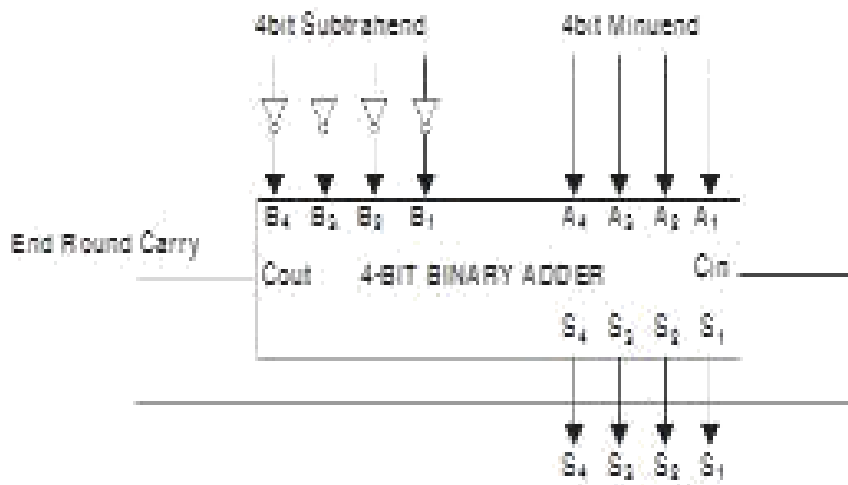 4bit Subtrahend 4bit Minuend
B₄ B₃ B₂ B₁ A₄ A₃ A₂ A₁
End Round Carry
Cout 4-BIT BINARY ADDER Cin
S₄ S₃ S₂ S₁
S₄ S₃ S₂ S₁